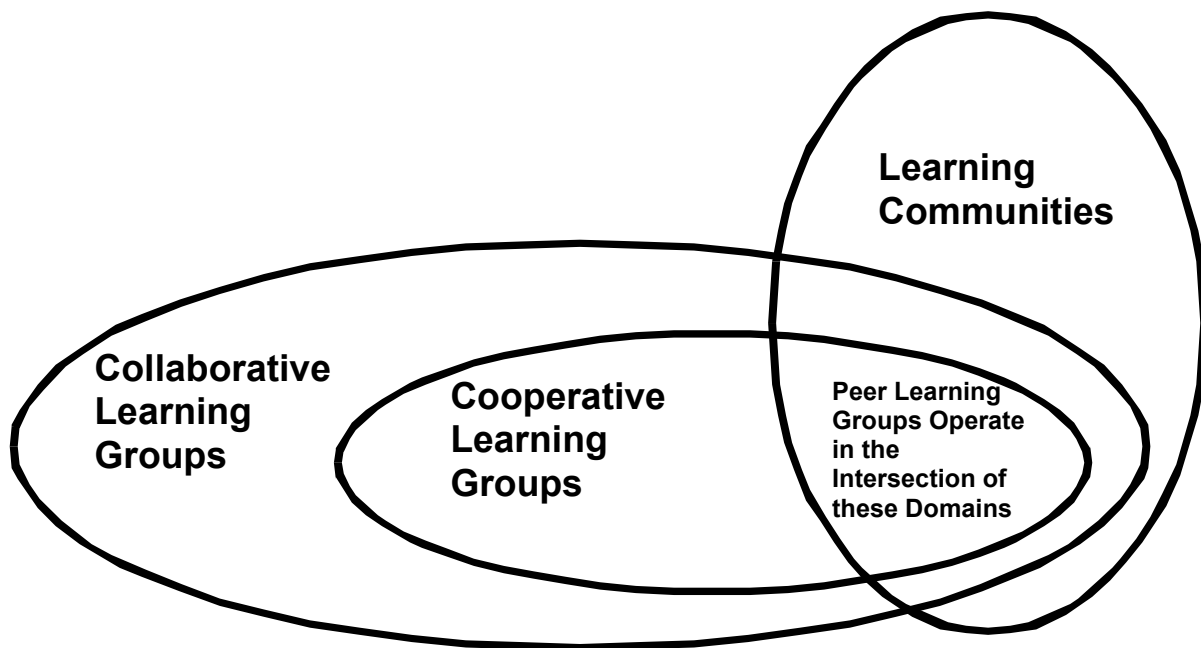 Learning
Communities
Collaborative
Learning
Groups
Cooperative
Learning
Groups
Peer Learning
Groups Operate
in the
Intersection of
these Domains